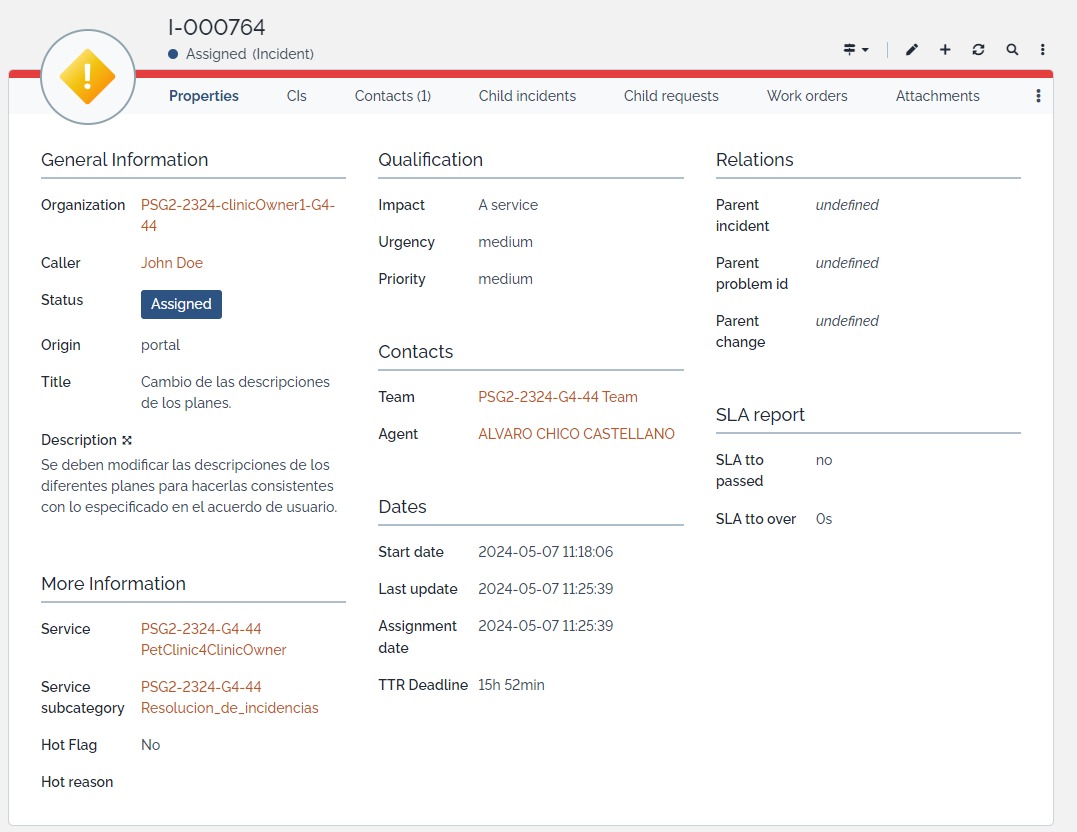 I-000764
Assigned (Incident)
Properties
CIs
Contacts (1)
Child incidents
Child requests
Work orders
Attachments
General Information
Organization PSG2-2324-clinicOwner1-G4-
44
Caller John Doe
Status Assigned
Origin portal
Title Cambio de las descripciones
de los planes.
Description
Se deben modificar las descripciones de los
diferentes planes para hacerlas consistentes
con lo especificado en el acuerdo de usuario.
More Information
Service PSG2-2324-G4-44
PetClinic4ClinicOwner
Service PSG2-2324-G4-44
subcategory Resolucion_de_incidencias
Hot Flag No
Hot reason
Qualification
Impact A service
Urgency medium
Priority medium
Contacts
Team PSG2-2324-G4-44 Team
Agent ALVARO CHICO CASTELLANO
Dates
Start date 2024-05-07 11:18:06
Last update 2024-05-07 11:25:39
Assignment 2024-05-07 11:25:39
date
TTR Deadline 15h 52min
Relations
Parent undefined
incident
Parent undefined
problem id
Parent undefined
change
SLA report
SLA tto no
passed
SLA tto over 0s